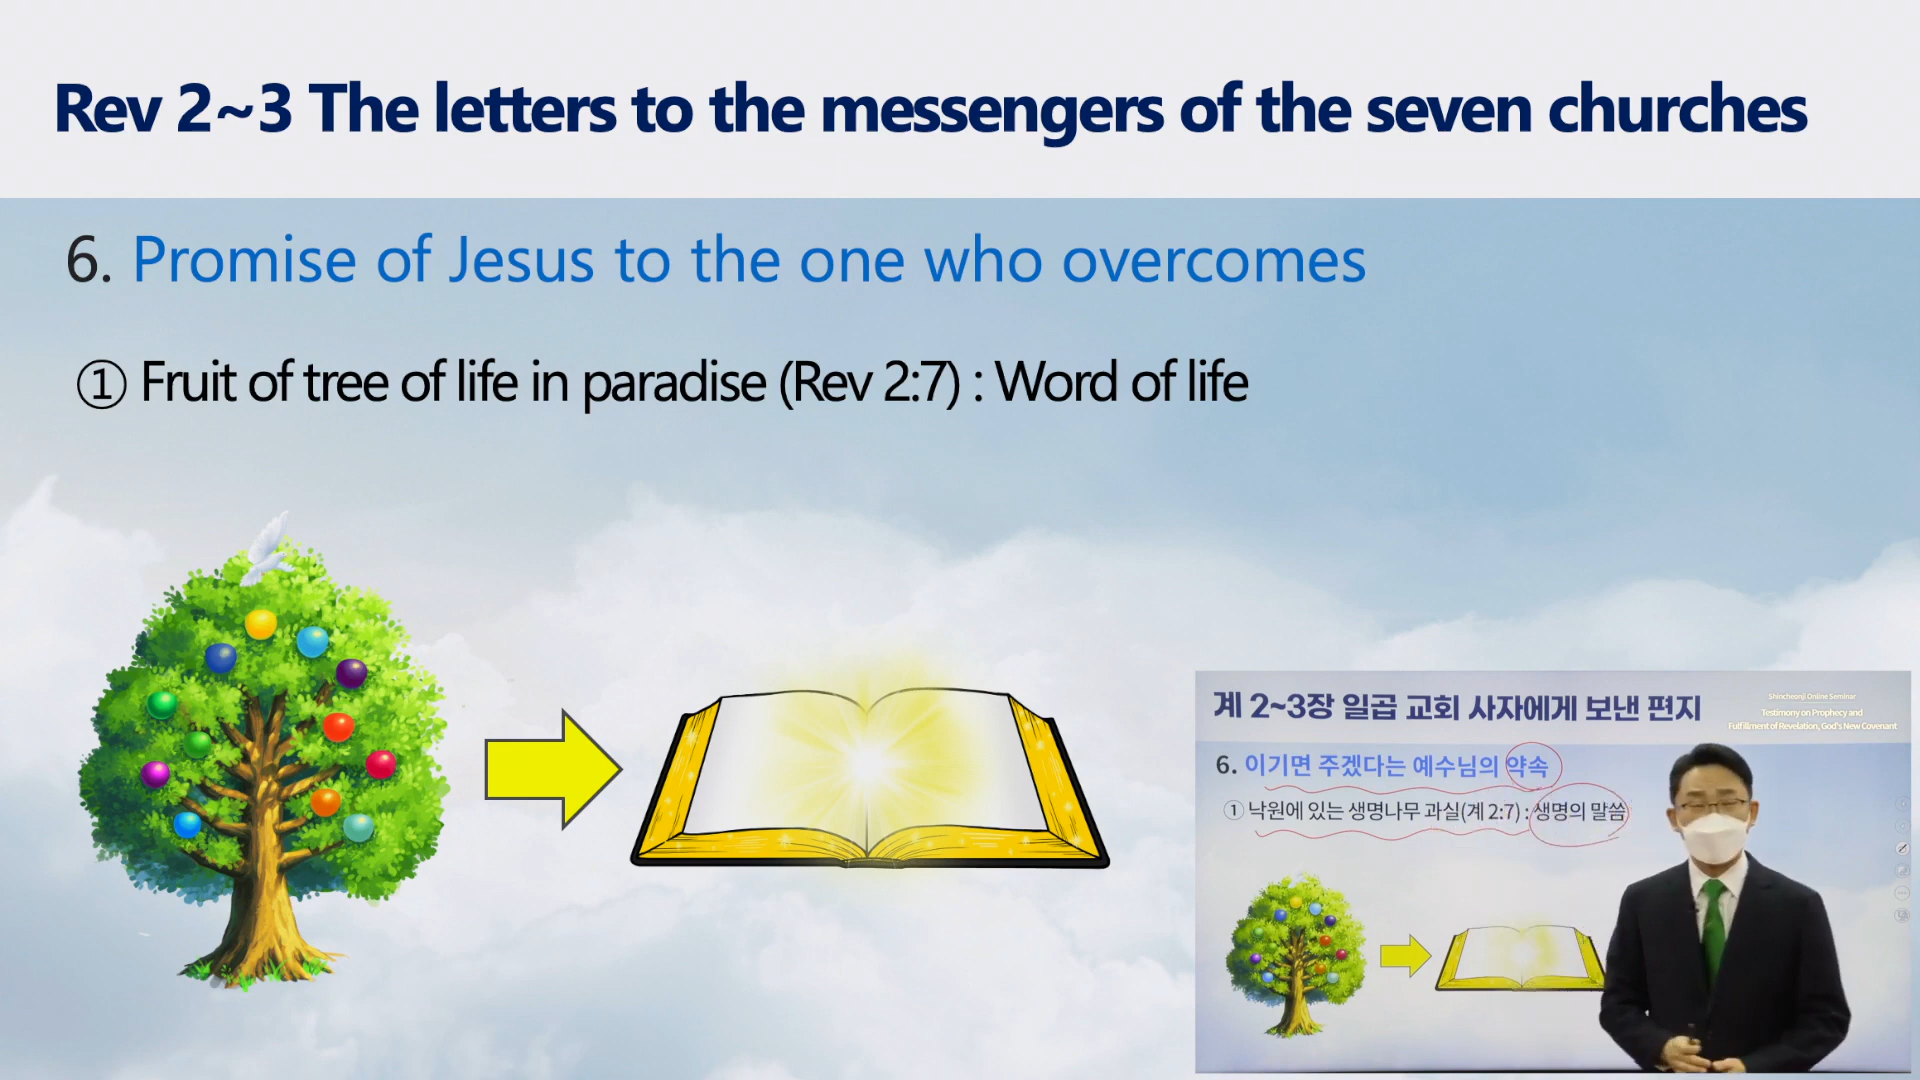 Rev 2~3 The letters to the messengers of the seven churches
6. Promise of Jesus to the one who overcomes
① Fruit of tree of life in paradise (Rev 2:7) : Word of life
계 2~3장 일곱 교회 사자에게 보낸 편지
Shincheonji Online Seminar
Testimony on Prophecy and
Fulfillment of Revelation, God's New Covenant
6. 이기면 주겠다는 예수님의 약속
① 낙원에 있는 생명나무 과실(계 2:7) : 생명의 말씀